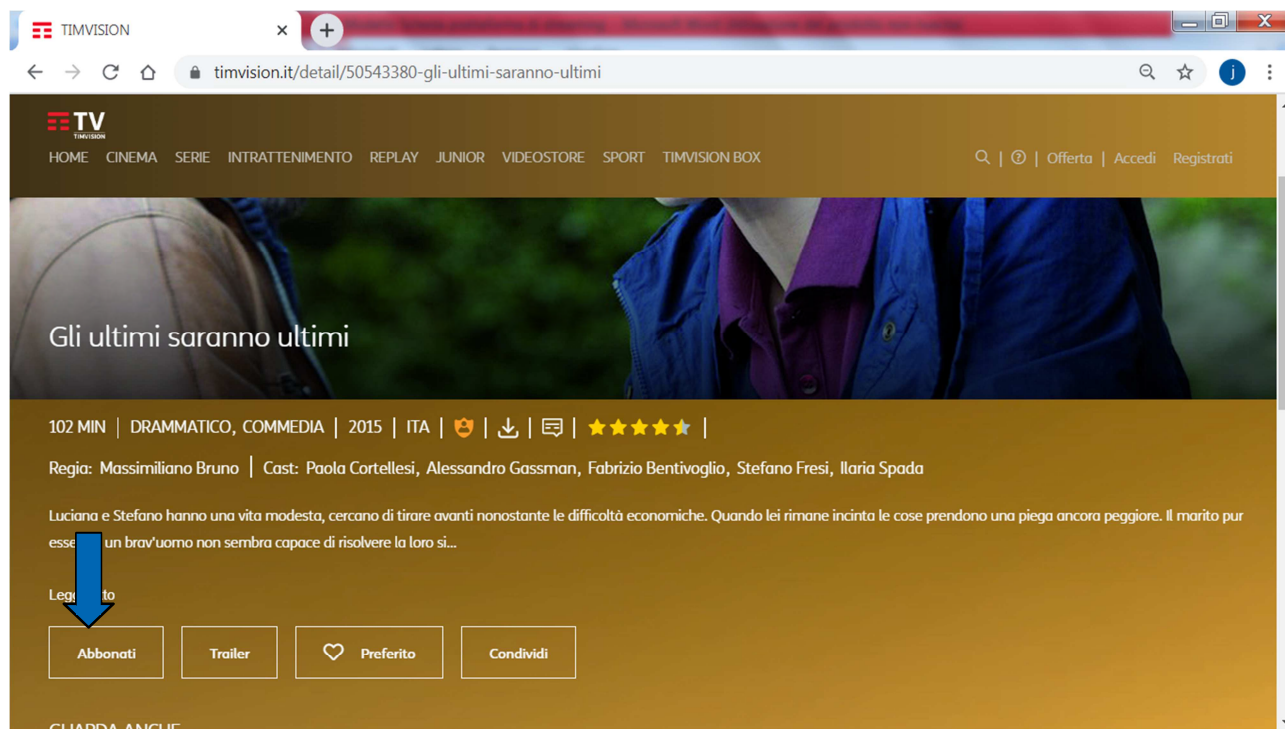 TIMVISION
timvision.it/detail/50543380-gli-ultimi-saranno-ultimi
j
TV
TIMVISION
HOME CINEMA SERIE INTRATTENIMENTO REPLAY JUNIOR VIDEOSTORE SPORT TIMVISION BOX | | Offerta | Accedi Registrati
Gli ultimi saranno ultimi
102 MIN | DRAMMATICO, COMMEDIA | 2015 | ITA | | | |
Regia: Massimiliano Bruno | Cast: Paola Cortellesi, Alessandro Gassman, Fabrizio Bentivoglio, Stefano Fresi, Ilaria Spada
Luciana e Stefano hanno una vita modesta, cercano di tirare avanti nonostante le difficoltà economiche. Quando lei rimane incinta le cose prendono una piega ancora peggiore. Il marito pur
un brav'uomo non sembra capace di risolvere la loro si...
Abbonati Trailer Preferito Condividi
GUARDA ANCHE